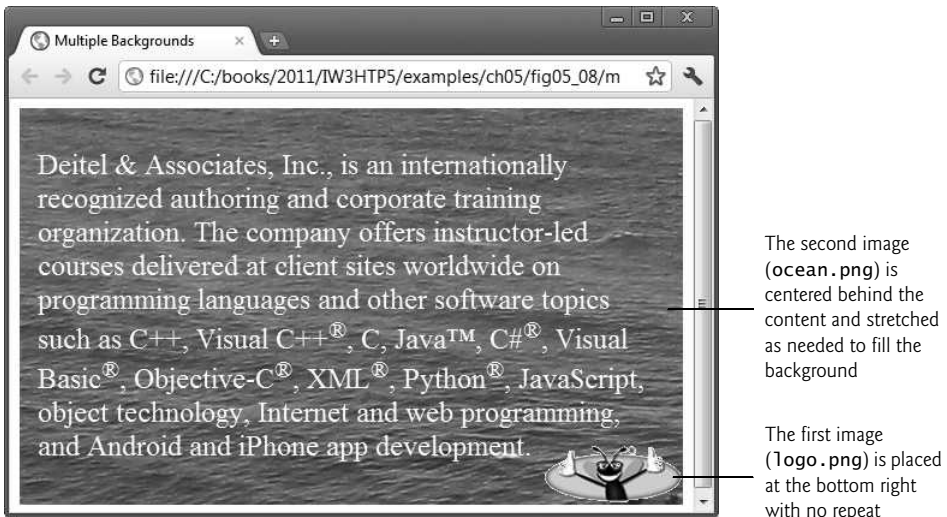 Multiple Backgrounds
file:///C:/books/2011/IW3HTP5/examples/ch05/fig05_08/m
Deitel & Associates, Inc., is an internationally
recognized authoring and corporate training
organization. The company offers instructor-led
courses delivered at client sites worldwide on
programming languages and other software topics
such as C++, Visual C++®, C, Java™, C#®, Visual
Basic®, Objective-C®, XML®, Python®, JavaScript,
object technology, Internet and web programming,
and Android and iPhone app development.
The second image
(ocean.png) is
centered behind the
content and stretched
as needed to fill the
background
The first image
(logo.png) is placed
at the bottom right
with no repeat